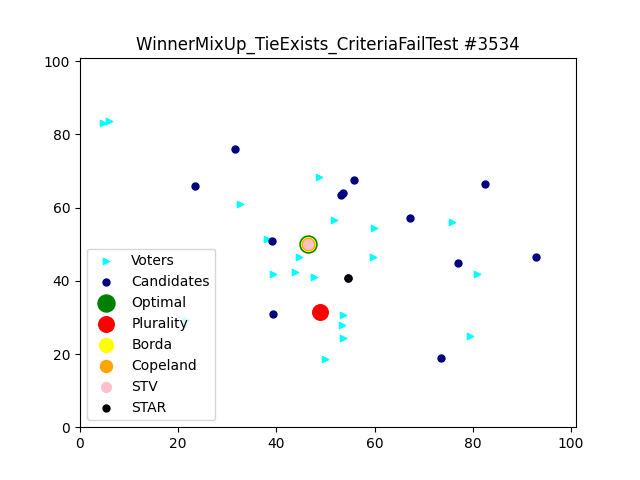 WinnerMixUp_TieExists_CriteriaFailTest #3534
100
80
60
40
20
0
Voters
Candidates
Optimal
Plurality
Borda
Copeland
STV
STAR
0
20
40
60
80
100